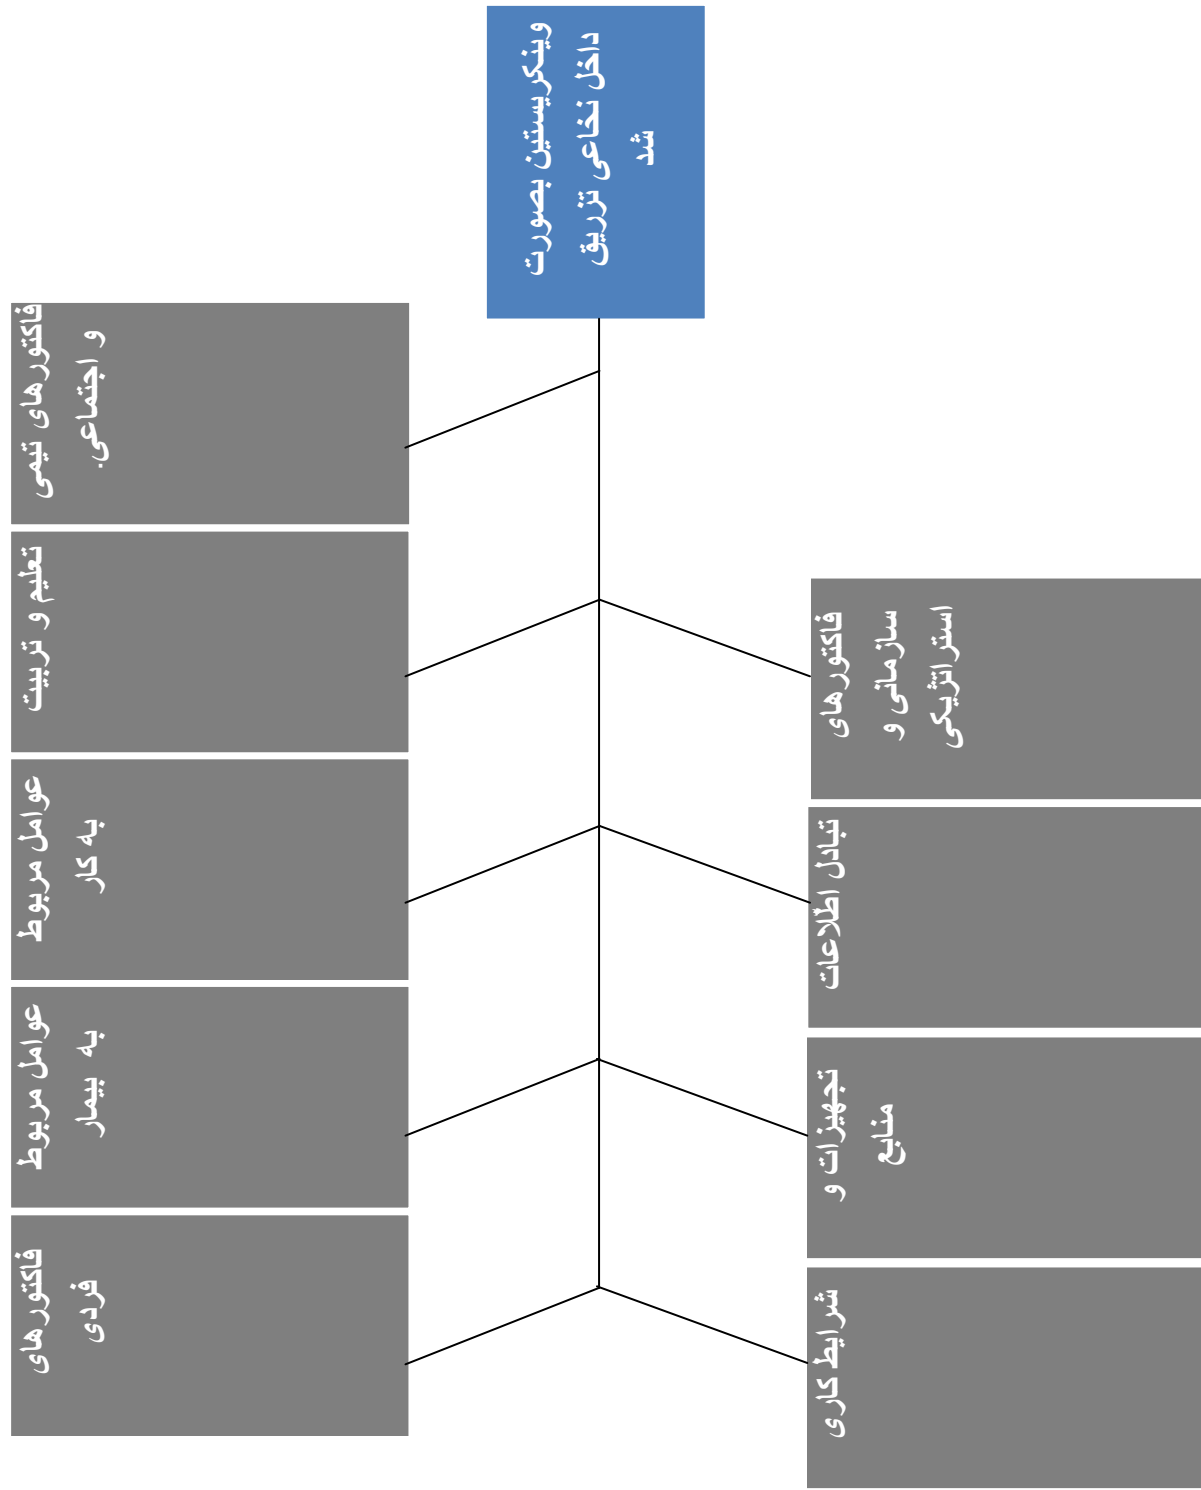 وینکریستین بصورت
داخل نخاعی تزریق
شد
فاکتورهای تیمی
و اجتماعی.
تعلیم و تربیت
عوامل مربوط
به کار
عوامل مربوط
به بیمار
فاکتورهای
فردی
فاکتورهای
سازمانی و
استراتژیکی
تبادل اطلاعات
تجهیزات و
منابع
شرایط کاری